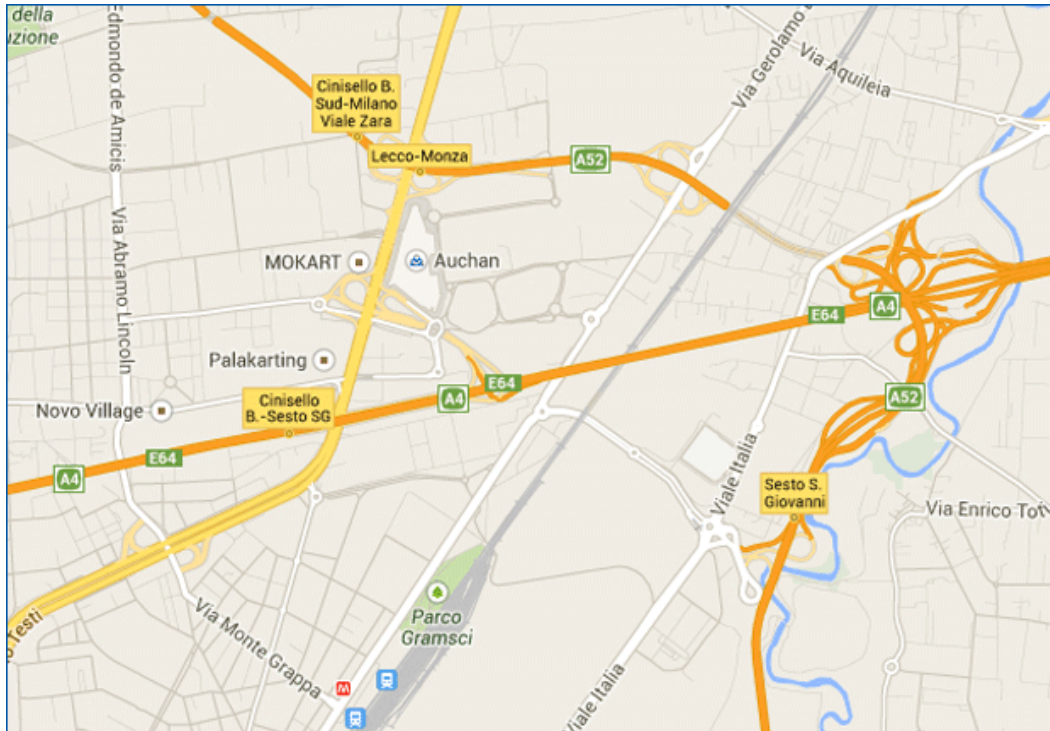 della
uzione
Edmondo de Amicis
Cinisello B.
Sud-Milano
Viale Zara
Lecco-Monza
A52
Via Gerolamo
Via Aquileia
Via Abramo Lincoln
MOKART
Auchan
E64
A4
Palakarting
E64
A4
A52
Novo Village
Cinisello
B.-Sesto SG
E64
A4
Viale Italia
Sesto S.
Giovanni
Via Enrico Toti
Testi
Via Monte Grappa
Parco
Gramsci
M
Viale Italia